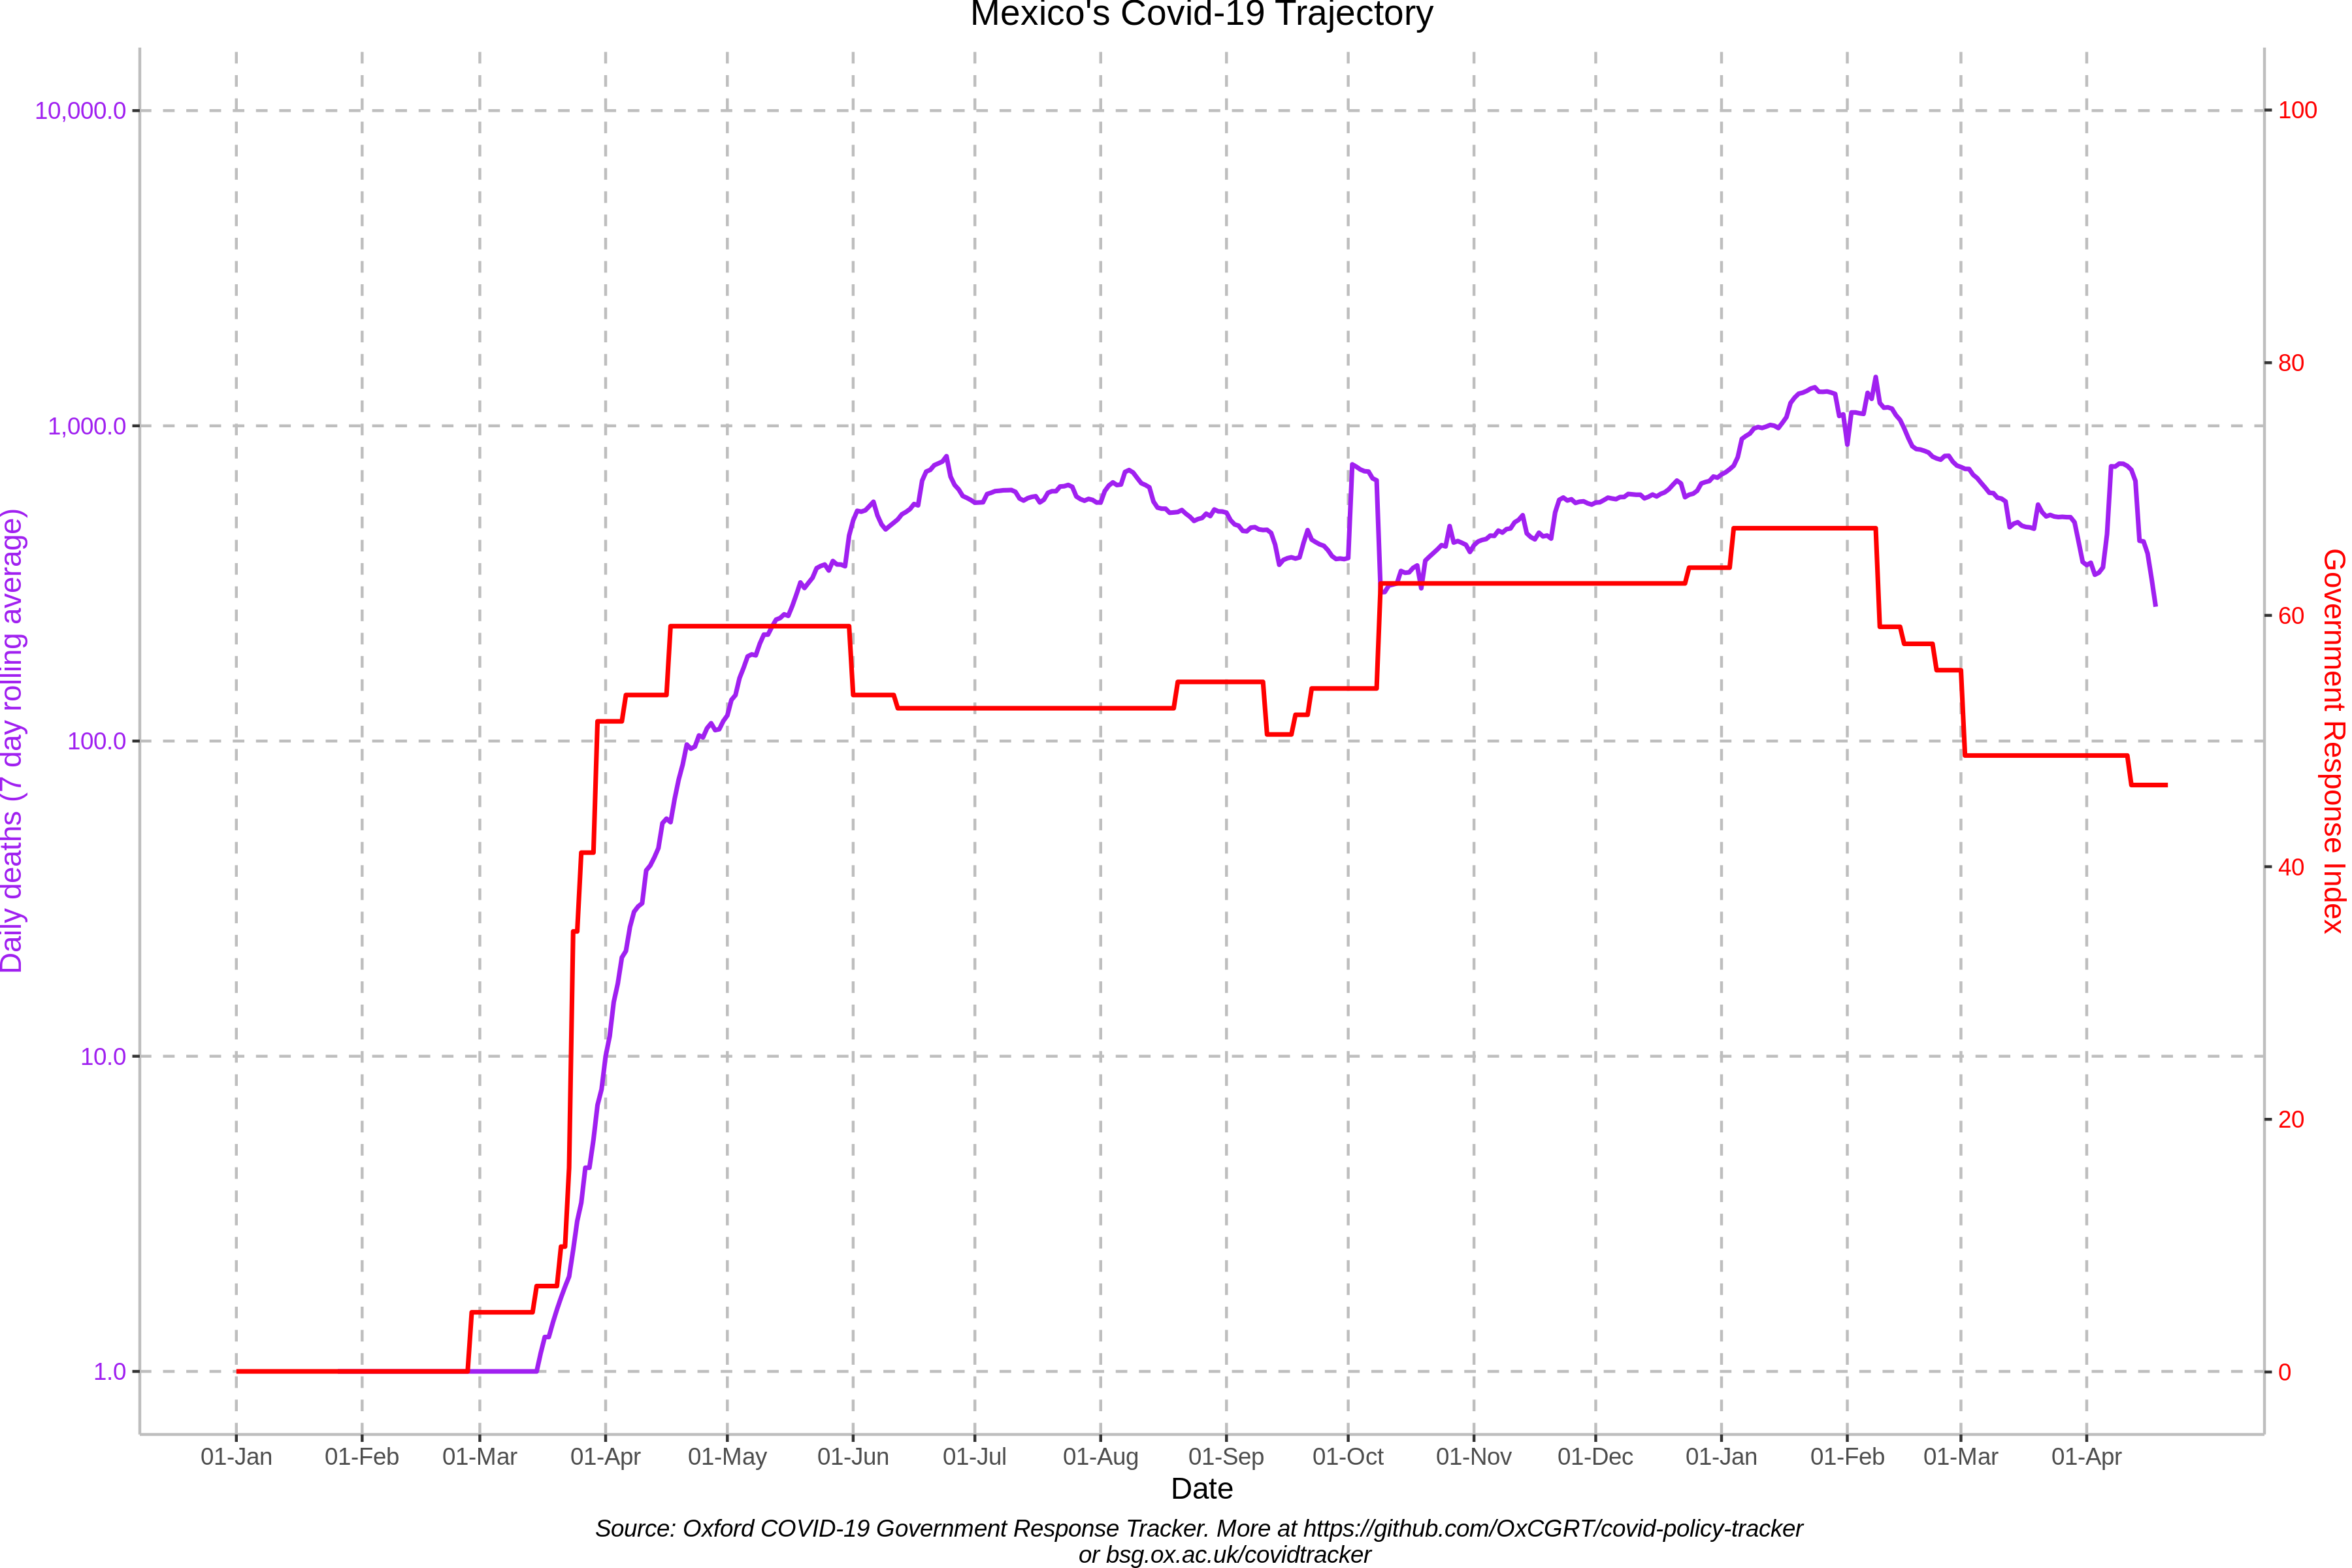 Mexico's Covid-19 Trajectory
10,000.0
1,000.0
100.0
10.0
1.0
Daily deaths (7 day rolling average)
100
80
60
40
20
0
Government Response Index
01-Jan 01-Feb 01-Mar 01-Apr 01-May 01-Jun 01-Jul 01-Aug 01-Sep 01-Oct 01-Nov 01-Dec 01-Jan 01-Feb 01-Mar 01-Apr
Date
Source: Oxford COVID-19 Government Response Tracker. More at https://github.com/OxCGRT/covid-policy-tracker
or bsg.ox.ac.uk/covidtracker